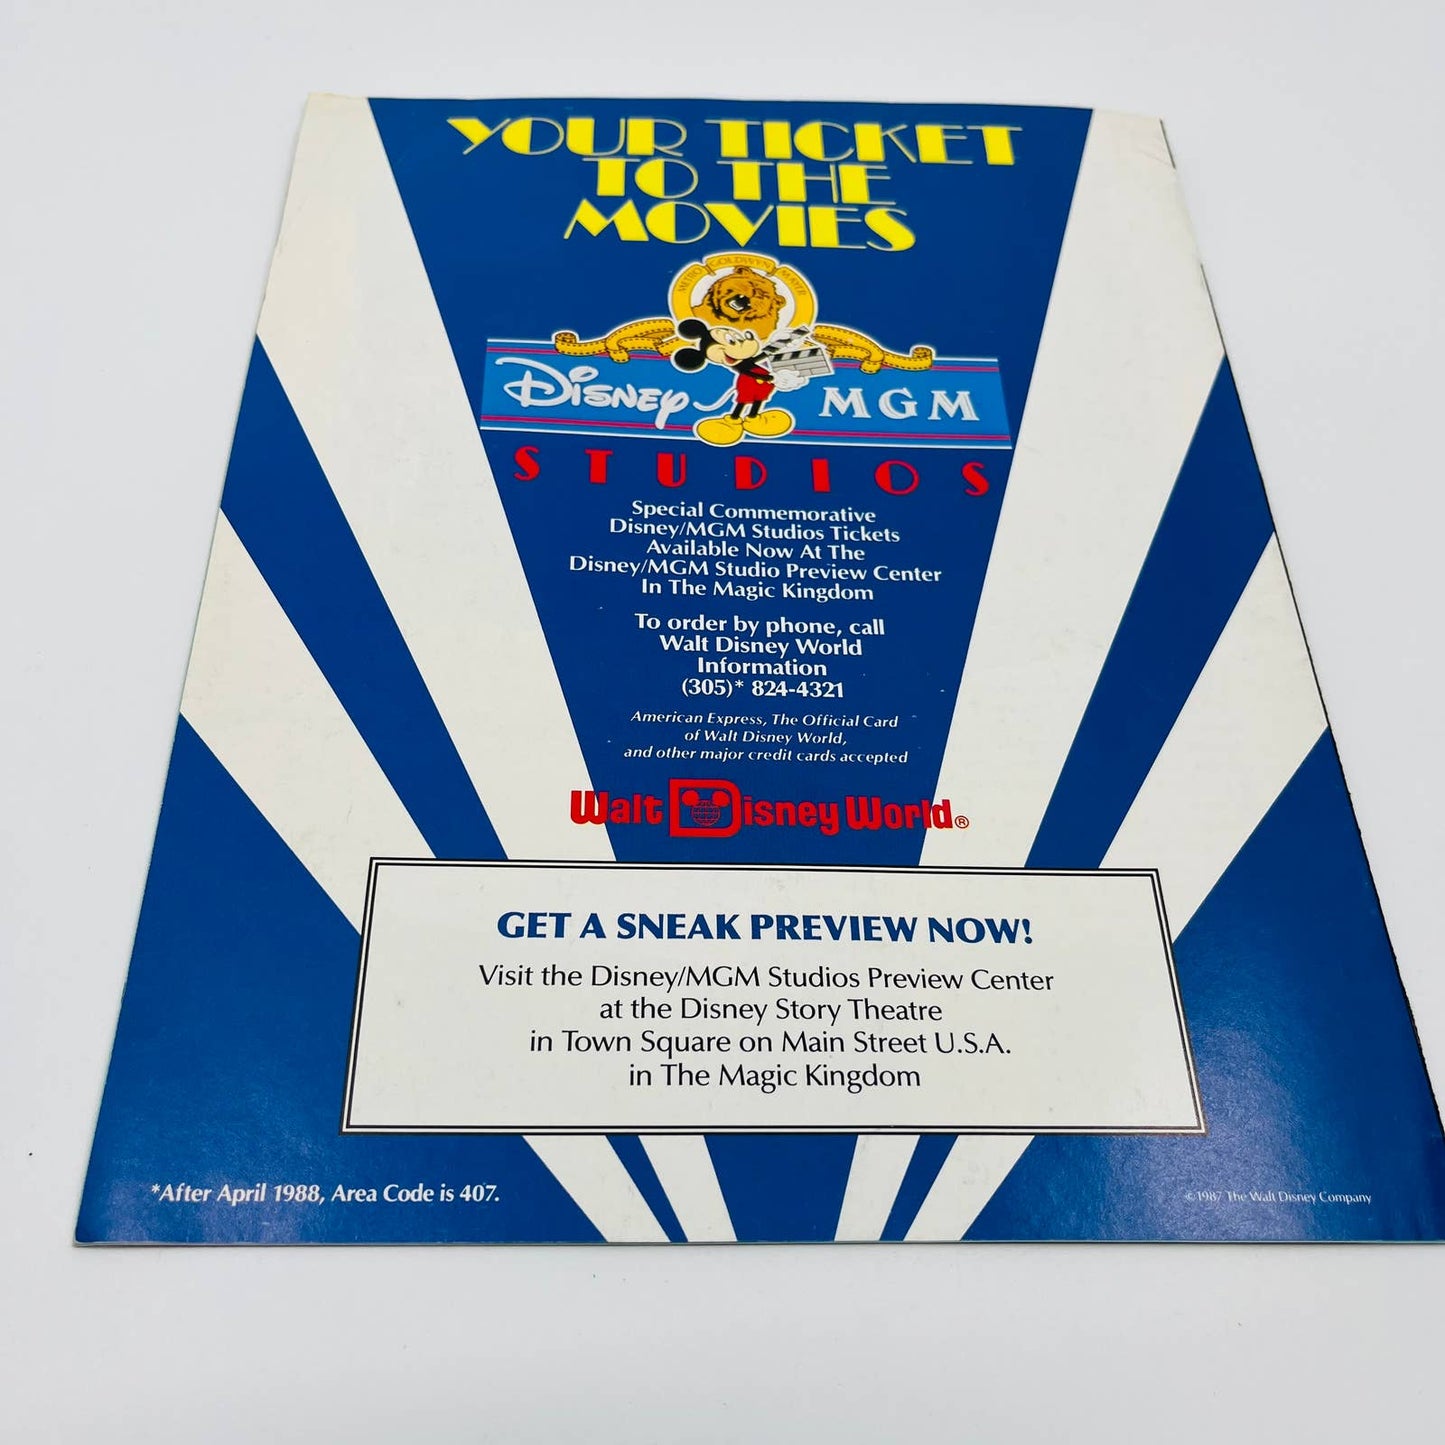 YOUR TICKET
TO THE
MOVIES
METRO GOLDWYN MAYER
Disney MGM
STUDIOS
Special Commemorative
Disney/MGM Studios Tickets
Available Now At The
Disney/MGM Studio Preview Center
In The Magic Kingdom
To order by phone, call
Walt Disney World
Information
(305)* 824-4321
American Express, The Official Card
of Walt Disney World,
and other major credit cards accepted
Walt Disney World®
GET A SNEAK PREVIEW NOW!
Visit the Disney/MGM Studios Preview Center
at the Disney Story Theatre
in Town Square on Main Street U.S.A.
in The Magic Kingdom
*After April 1988, Area Code is 407.
©1987 The Walt Disney Company